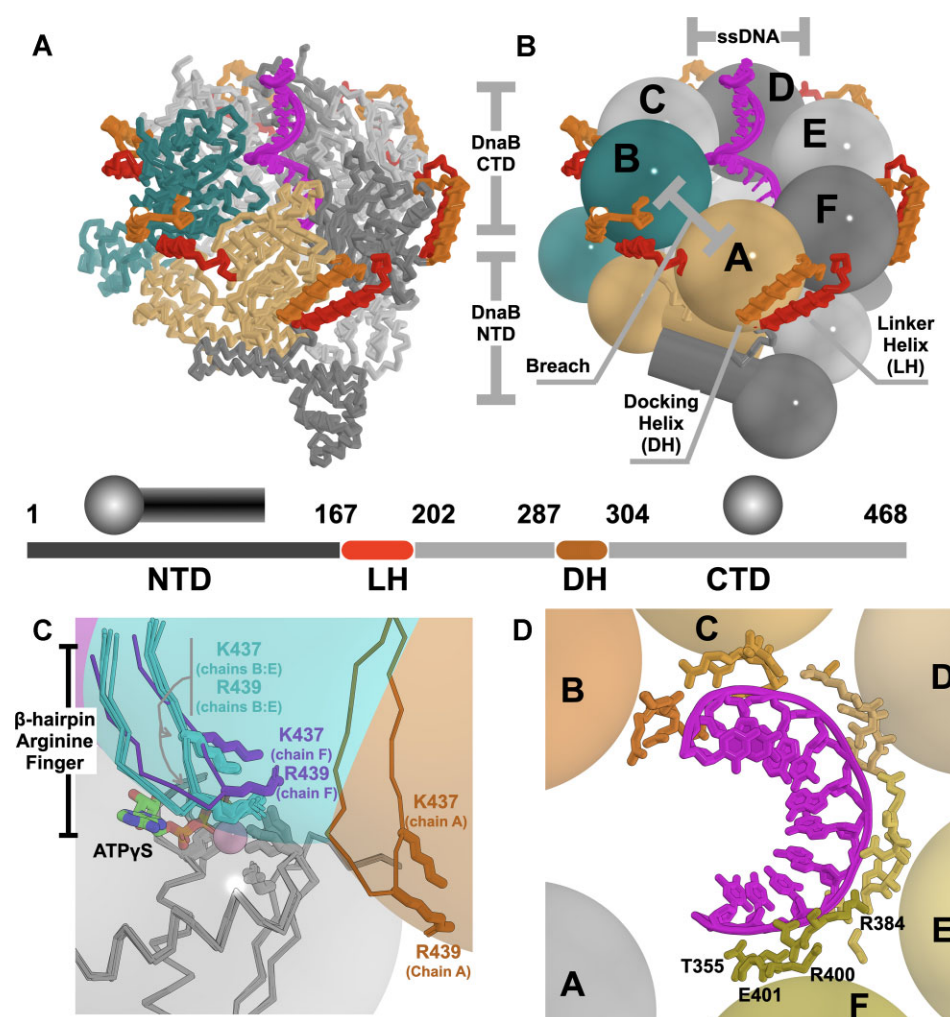 A
DnaB
CTD
DnaB
NTD
B
ssDNA
C
D
B
E
F
A
Breach
Docking
Helix
(DH)
Linker
Helix
(LH)
1
167
202
287
304
468
NTD
LH
DH
CTD
C
β-hairpin
Arginine
Finger
K437
(chains B:E)
R439
(chains B:E)
K437
(chain F)
R439
(chain F)
K437
(chain A)
R439
(Chain A)
ATPγS
D
C
B
D
A
E
F
R384
T355
R400
E401